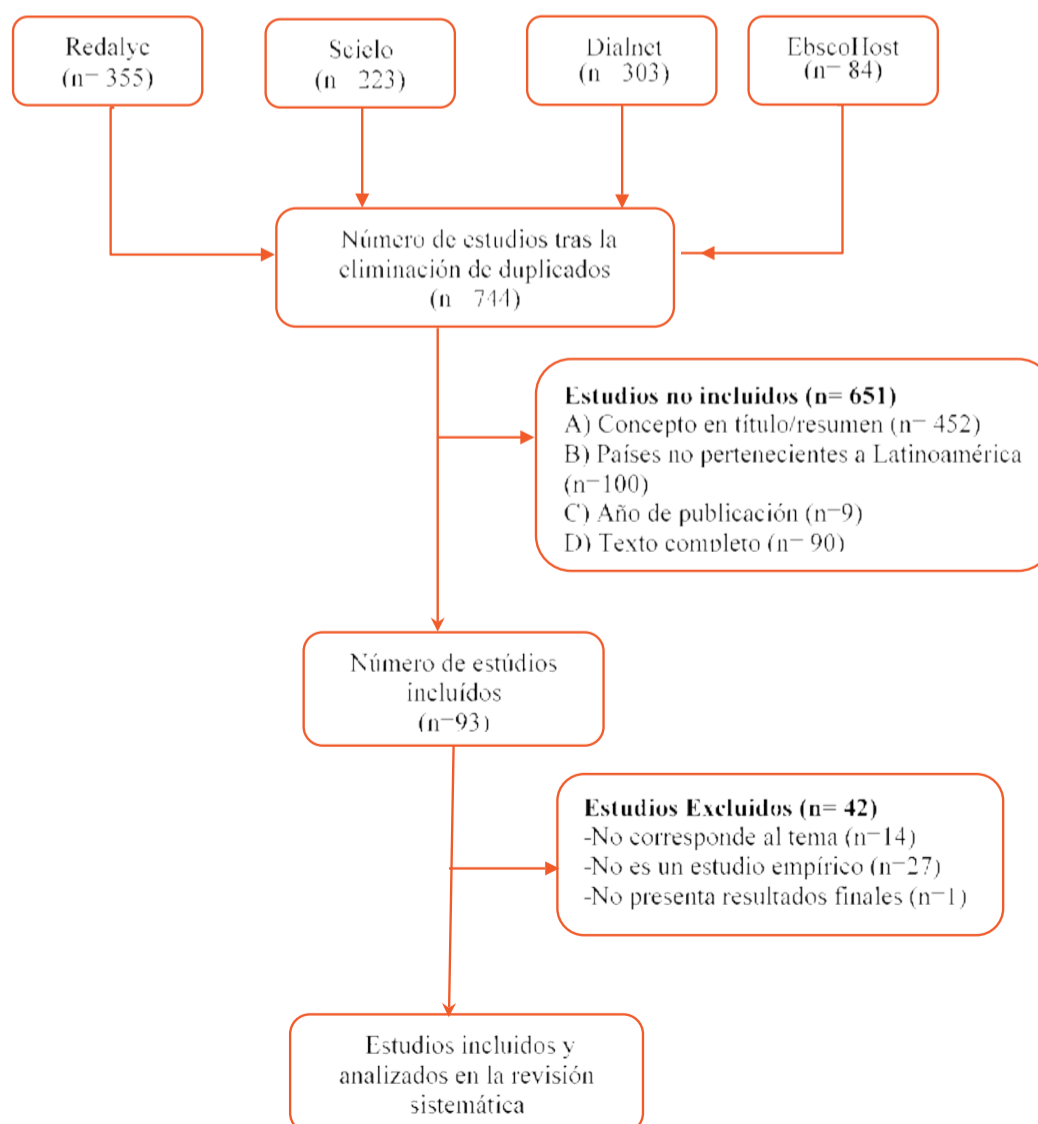 Redalyc
(n= 355)
Scielo
(n 223)
Dialnet
(n 303)
EbscoHost
(n= 84)
Número de estudios tras la
eliminación de duplicados
(n 744)
Estudios no incluidos (n= 651)
A) Concepto en título/resumen (n= 452)
B) Países no pertenecientes a Latinoamérica
(n=100)
C) Año de publicación (n=9)
D) Texto completo (n= 90)
Número de estúdios
incluídos
(n=93)
Estudios Excluidos (n= 42)
-No corresponde al tema (n=14)
-No es un estudio empírico (n=27)
-No presenta resultados finales (n=1)
Estudios incluidos y
analizados en la revisión
sistemática